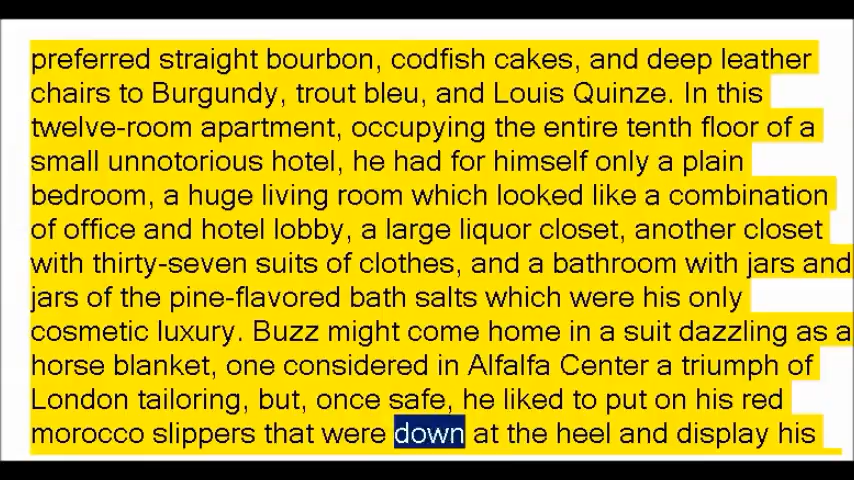 preferred straight bourbon, codfish cakes, and deep leather
chairs to Burgundy, trout bleu, and Louis Quinze. In this
twelve-room apartment, occupying the entire tenth floor of a
small unnotorious hotel, he had for himself only a plain
bedroom, a huge living room which looked like a combination
of office and hotel lobby, a large liquor closet, another closet
with thirty-seven suits of clothes, and a bathroom with jars and
jars of the pine-flavored bath salts which were his only
cosmetic luxury. Buzz might come home in a suit dazzling as a
horse blanket, one considered in Alfalfa Center a triumph of
London tailoring, but, once safe, he liked to put on his red
morocco slippers that were down at the heel and display his